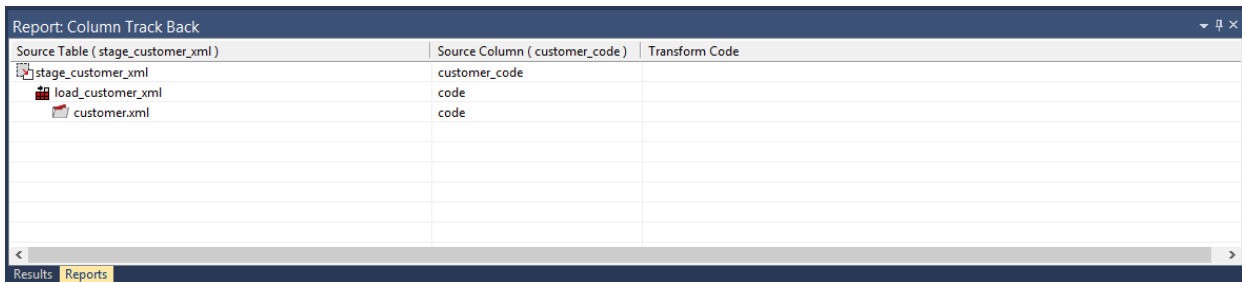 Report: Column Track Back
Source Table ( stage_customer_xml ) Source Column ( customer_code ) Transform Code
stage_customer_xml customer_code
load_customer_xml code
customer.xml code
Results Reports